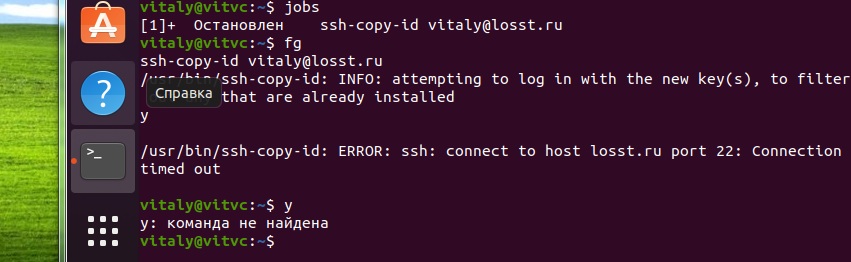 vitaly@vitvc:~$ jobs
[1]+  Остановлен    ssh-copy-id vitaly@losst.ru
vitaly@vitvc:~$ fg
ssh-copy-id vitaly@losst.ru
/usr/bin/ssh-copy-id: INFO: attempting to log in with the new key(s), to filter
that are already installed
Справка
y
/usr/bin/ssh-copy-id: ERROR: ssh: connect to host losst.ru port 22: Connection
timed out
vitaly@vitvc:~$ y
y: команда не найдена
vitaly@vitvc:~$